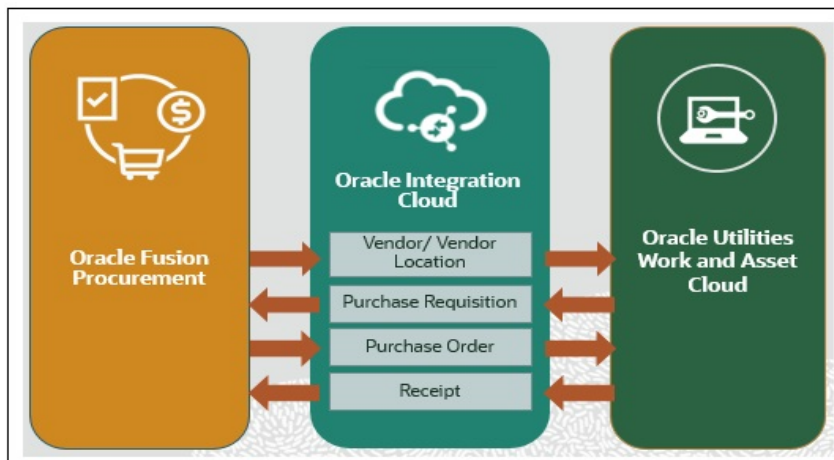 Oracle Fusion
Procurement
Oracle Integration
Cloud
Vendor/ Vendor
Location
Purchase Requisition
Purchase Order
Receipt
Oracle Utilities
Work and Asset
Cloud